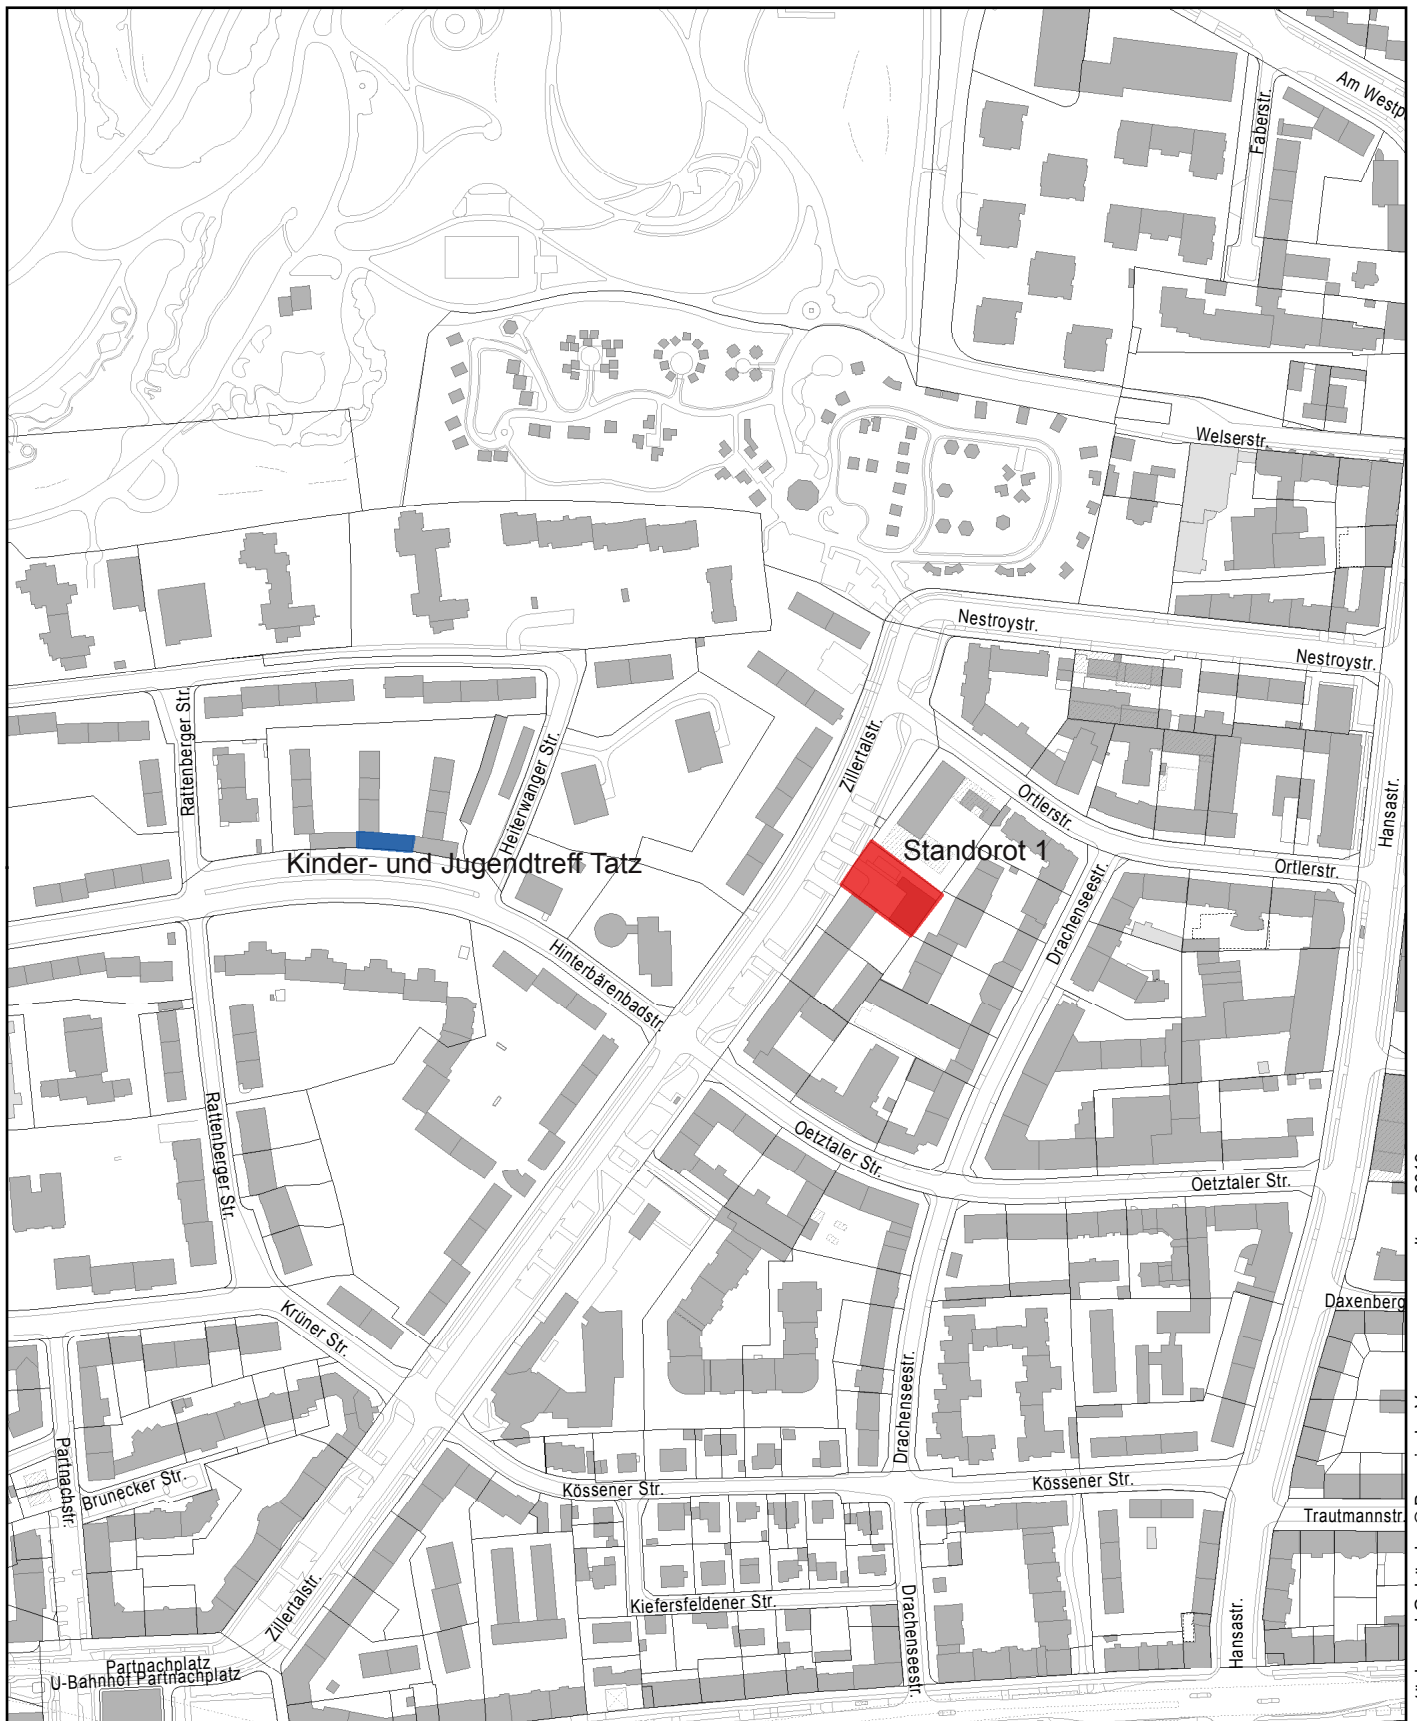 Am Westp
Faberstr.
Welserstr.
Nestroystr.
Nestroystr.
Rattenberger Str.
Heiterwanger Str.
Zillertalstr.
Ortlerstr.
Hansastr.
Kinder- und Jugendtreff Tatz
Standorot 1
Ortlerstr.
Drachenseestr.
Hinterbärenbadstr.
Rattenberger Str.
Oetztaler Str.
Oetztaler Str.
Krüner Str.
Daxenberg
Drachenseestr.
Partnachstr.
Brunecker Str.
Kössener Str.
Kössener Str.
Trautmannstr.
Zillertalstr.
Kiefersfeldener Str.
Drachenseestr.
Hansastr.
Partnachplatz
U-Bahnhof Partnachplatz